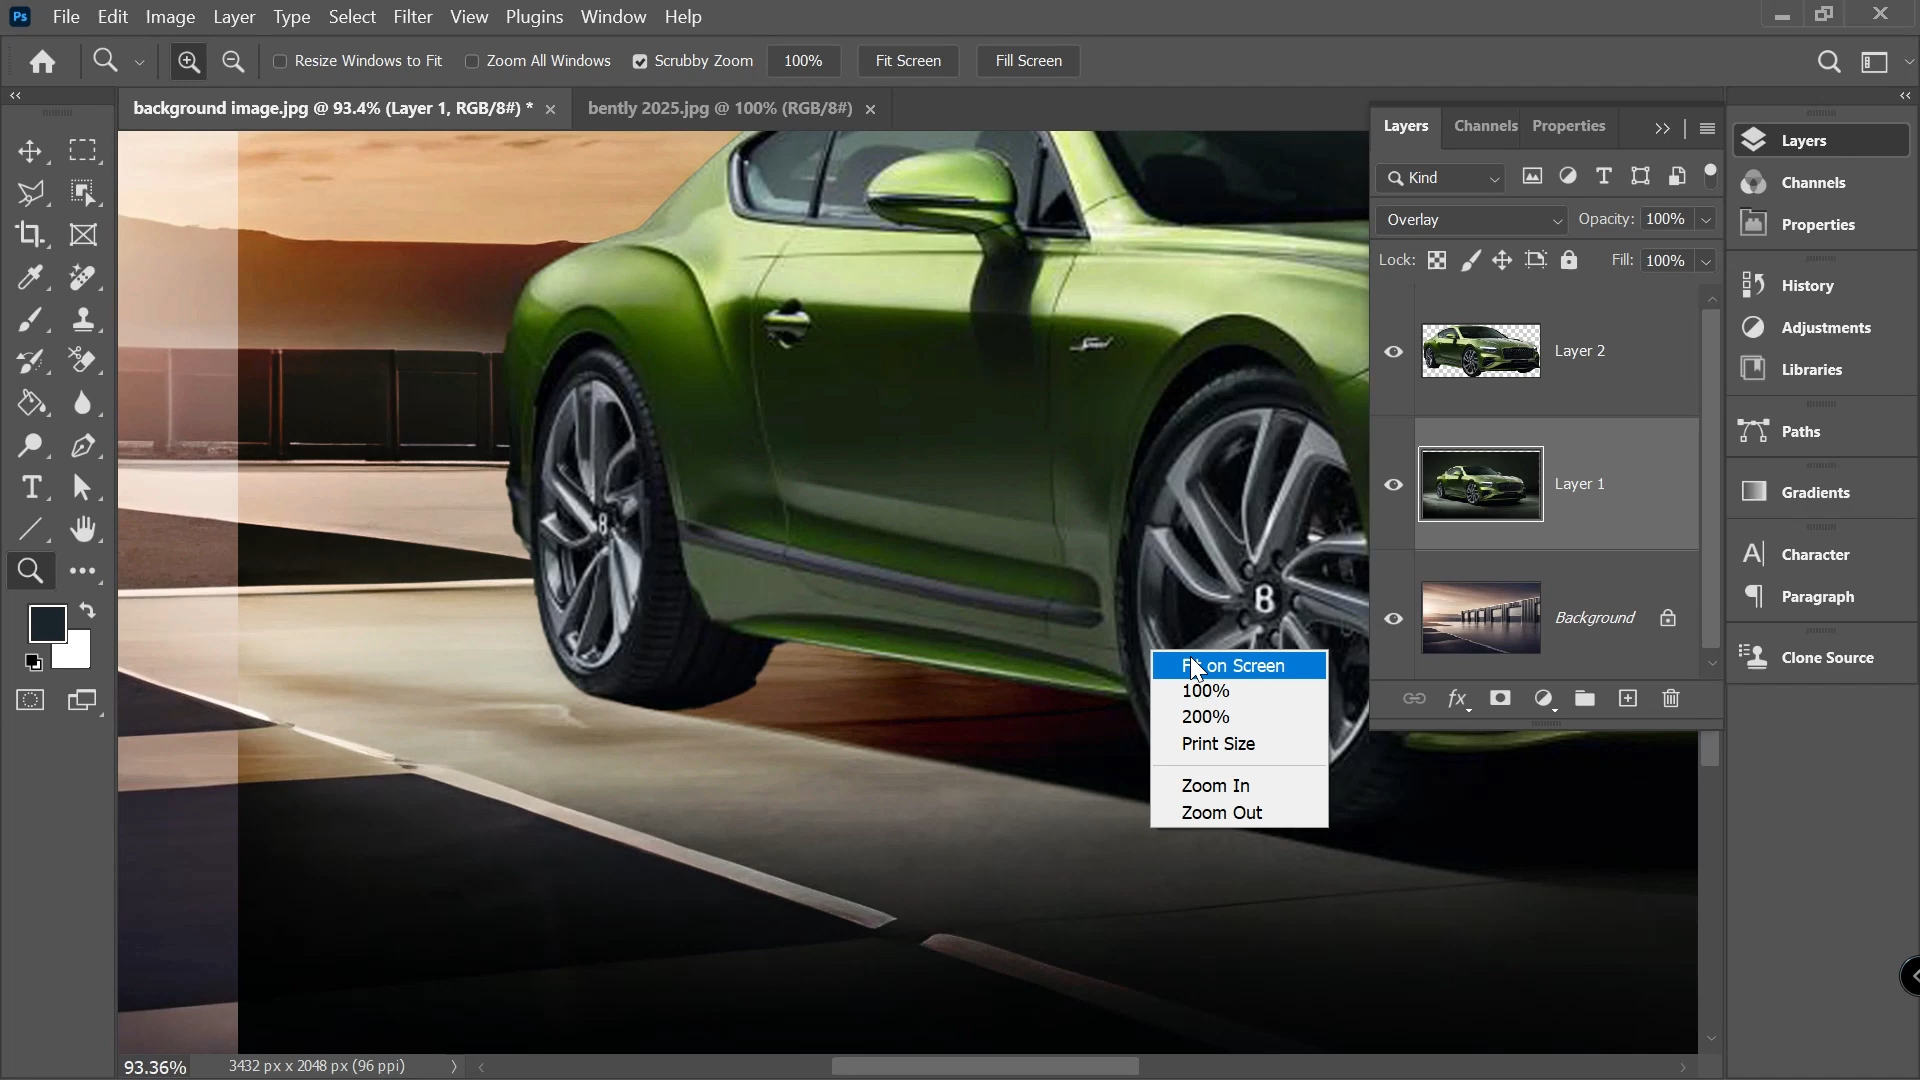 Ps File Edit Image Layer Type Select Filter View Plugins Window Help
Resize Windows to Fit Zoom All Windows Scrubby Zoom 100% Fit Screen Fill Screen
background image.jpg @ 93.4% (Layer 1, RGB/8#) * bently 2025.jpg @ 100% (RGB/8#)
Layers Channels Properties
Kind
Overlay Opacity: 100%
Lock: Fill: 100%
Layer 2
Layer 1
Background
fx
Layers
Channels
Properties
History
Adjustments
Libraries
Paths
Gradients
Character
Paragraph
Clone Source
Speed
B
B
Fit on Screen
100%
200%
Print Size
Zoom In
Zoom Out
93.36% 3432 px x 2048 px (96 ppi)